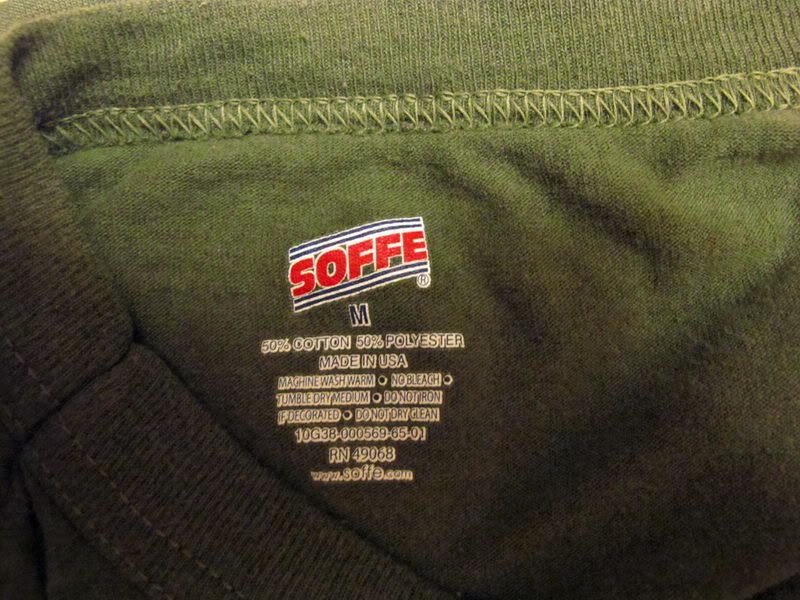 SOFFE®
M
50% COTTON 50% POLYESTER
MADE IN USA
MACHINE WASH WARM • NO BLEACH •
TUMBLE DRY MEDIUM • DO NOT IRON
IF DECORATED • DO NOT DRY CLEAN
10G38-000569-65-01
RN 49068
www.soffe.com